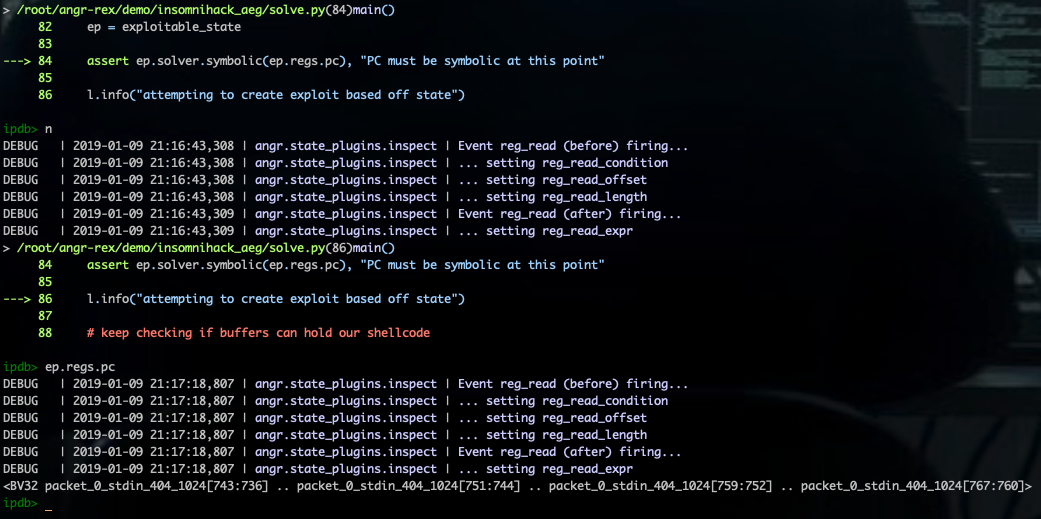 > /root/angr-rex/demo/insomnihack_aeg/solve.py(84)main()
82     ep = exploitable_state
83
---> 84     assert ep.solver.symbolic(ep.regs.pc), "PC must be symbolic at this point"
85
86     l.info("attempting to create exploit based off state")
ipdb> n
DEBUG   | 2019-01-09 21:16:43,308 | angr.state_plugins.inspect | Event reg_read (before) firing...
DEBUG   | 2019-01-09 21:16:43,308 | angr.state_plugins.inspect | ... setting reg_read_condition
DEBUG   | 2019-01-09 21:16:43,308 | angr.state_plugins.inspect | ... setting reg_read_offset
DEBUG   | 2019-01-09 21:16:43,308 | angr.state_plugins.inspect | ... setting reg_read_length
DEBUG   | 2019-01-09 21:16:43,309 | angr.state_plugins.inspect | Event reg_read (after) firing...
DEBUG   | 2019-01-09 21:16:43,309 | angr.state_plugins.inspect | ... setting reg_read_expr
> /root/angr-rex/demo/insomnihack_aeg/solve.py(86)main()
84     assert ep.solver.symbolic(ep.regs.pc), "PC must be symbolic at this point"
85
---> 86     l.info("attempting to create exploit based off state")
87
88     # keep checking if buffers can hold our shellcode
ipdb> ep.regs.pc
DEBUG   | 2019-01-09 21:17:18,807 | angr.state_plugins.inspect | Event reg_read (before) firing...
DEBUG   | 2019-01-09 21:17:18,807 | angr.state_plugins.inspect | ... setting reg_read_condition
DEBUG   | 2019-01-09 21:17:18,807 | angr.state_plugins.inspect | ... setting reg_read_offset
DEBUG   | 2019-01-09 21:17:18,807 | angr.state_plugins.inspect | ... setting reg_read_length
DEBUG   | 2019-01-09 21:17:18,807 | angr.state_plugins.inspect | Event reg_read (after) firing...
DEBUG   | 2019-01-09 21:17:18,807 | angr.state_plugins.inspect | ... setting reg_read_expr
<BV32 packet_0_stdin_404_1024[743:736] .. packet_0_stdin_404_1024[751:744] .. packet_0_stdin_404_1024[759:752] .. packet_0_stdin_404_1024[767:760]>
ipdb> _